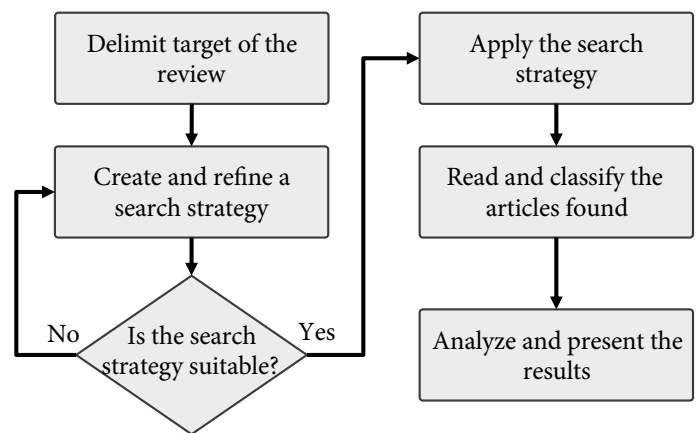 Delimit target of the
review
Create and refine a
search strategy
Is the search
strategy suitable?
No
Yes
Apply the search
strategy
Read and classify the
articles found
Analyze and present the
results